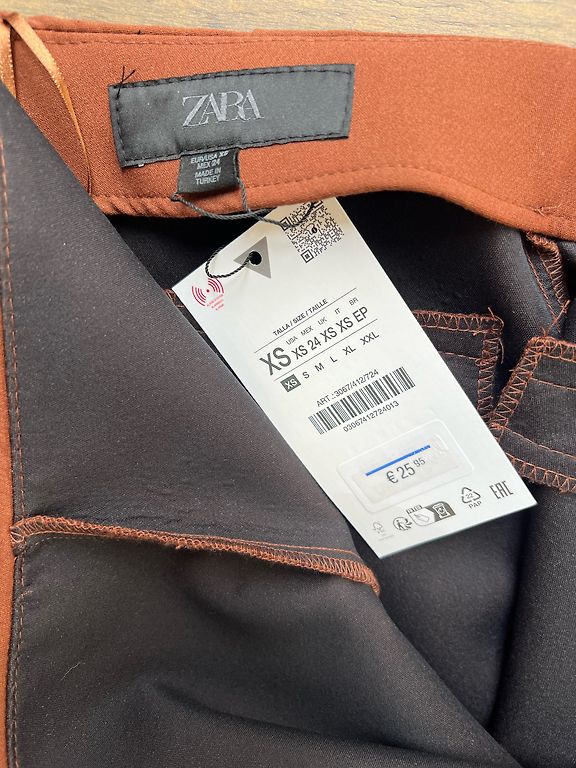 ZARA
EUR/USA XS
MEX 24
MADE IN
TURKEY
TALLA / SIZE / TAILLE
USA MEX UK IT BR
XS XS 24 XS XS EP
XS S M L XL XXL
ART.: 3067/412/724
03067412724013
€ 25 95
22
PAP
EAC